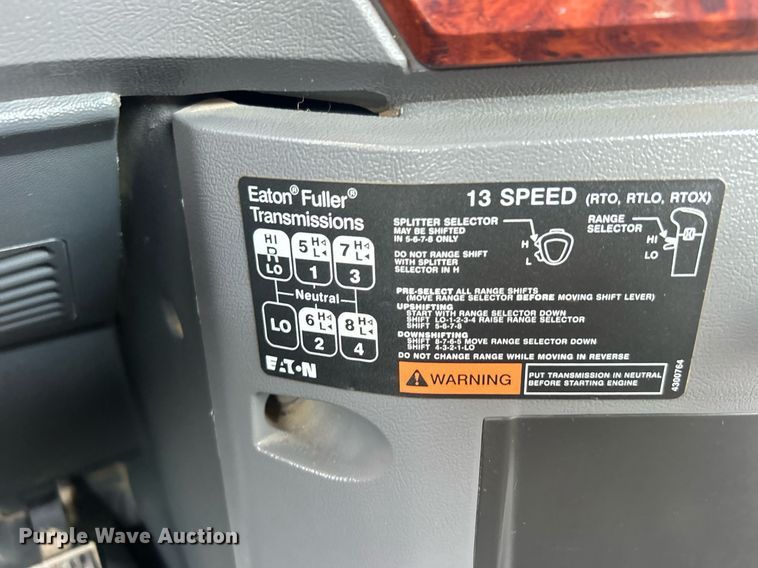 Eaton® Fuller®
Transmissions
HI
R
LO
5 H
L
1
7 H
L
3
Neutral
LO
6 H
L
2
8 H
L
4
EATON
13 SPEED (RTO, RTLO, RTOX)
SPLITTER SELECTOR
MAY BE SHIFTED
IN 5-6-7-8 ONLY
DO NOT RANGE SHIFT
WITH SPLITTER
SELECTOR IN H
H
L
RANGE
SELECTOR
HI
LO
PRE-SELECT ALL RANGE SHIFTS
(MOVE RANGE SELECTOR BEFORE MOVING SHIFT LEVER)
UPSHIFTING
START WITH RANGE SELECTOR DOWN
SHIFT LO-1-2-3-4 RAISE RANGE SELECTOR
SHIFT 5-6-7-8
DOWNSHIFTING
SHIFT 8-7-6-5 MOVE RANGE SELECTOR DOWN
SHIFT 4-3-2-1-LO
DO NOT CHANGE RANGE WHILE MOVING IN REVERSE
WARNING
PUT TRANSMISSION IN NEUTRAL
BEFORE STARTING ENGINE
4300764
Purple Wave Auction